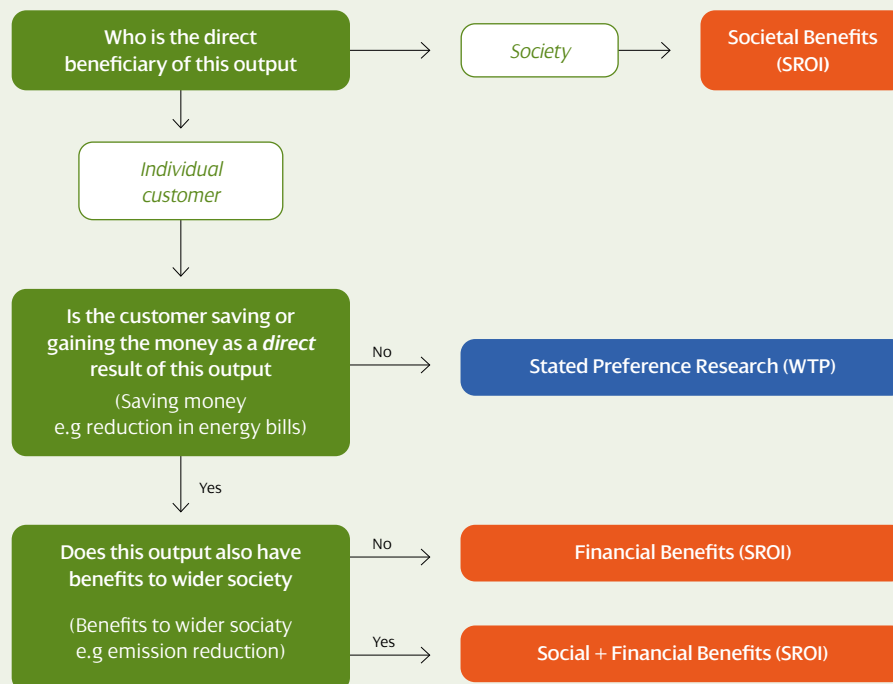 Who is the direct
beneficiary of this output
Society
Societal Benefits
(SROI)
Individual
customer
Is the customer saving or
gaining the money as a direct
result of this output
(Saving money
e.g reduction in energy bills)
No
Stated Preference Research (WTP)
Yes
Does this output also have
benefits to wider society
(Benefits to wider sociaty
e.g emission reduction)
No
Financial Benefits (SROI)
Yes
Social + Financial Benefits (SROI)